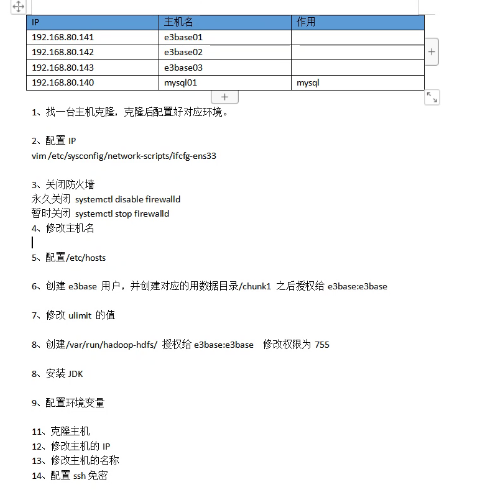 IP 主机名 作用
192.168.80.141 e3base01
192.168.80.142 e3base02
192.168.80.143 e3base03
192.168.80.140 mysql01 mysql
1、找一台主机克隆，克隆后配置好对应环境。
2、配置 IP
vim /etc/sysconfig/network-scripts/ifcfg-ens33
3、关闭防火墙
永久关闭 systemctl disable firewalld
暂时关闭 systemctl stop firewalld
4、修改主机名
5、配置/etc/hosts
6、创建 e3base 用户，并创建对应的用数据目录/chunk1 之后授权给 e3base:e3base
7、修改 ulimit 的值
8、创建/var/run/hadoop-hdfs/ 授权给 e3base:e3base 修改权限为 755
8、安装 JDK
9、配置环境变量
11、克隆主机
12、修改主机的 IP
13、修改主机的名称
14、配置 ssh 免密